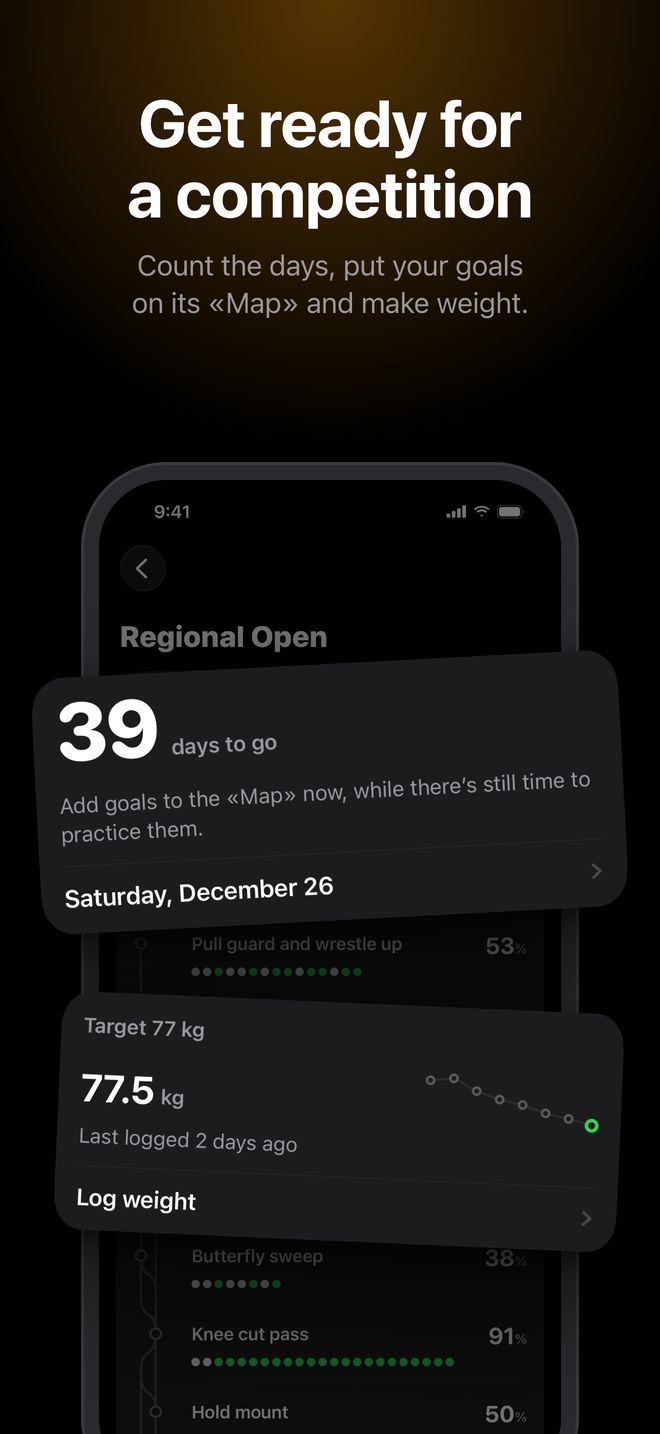 Get ready for
a competition
Count the days, put your goals
on its «Map» and make weight.
9:41
Regional Open
39 days to go
Add goals to the «Map» now, while there’s still time to
practice them.
Saturday, December 26
Pull guard and wrestle up 53%
Target 77 kg
77.5 kg
Last logged 2 days ago
Log weight
Butterfly sweep 38%
Knee cut pass 91%
Hold mount 50%